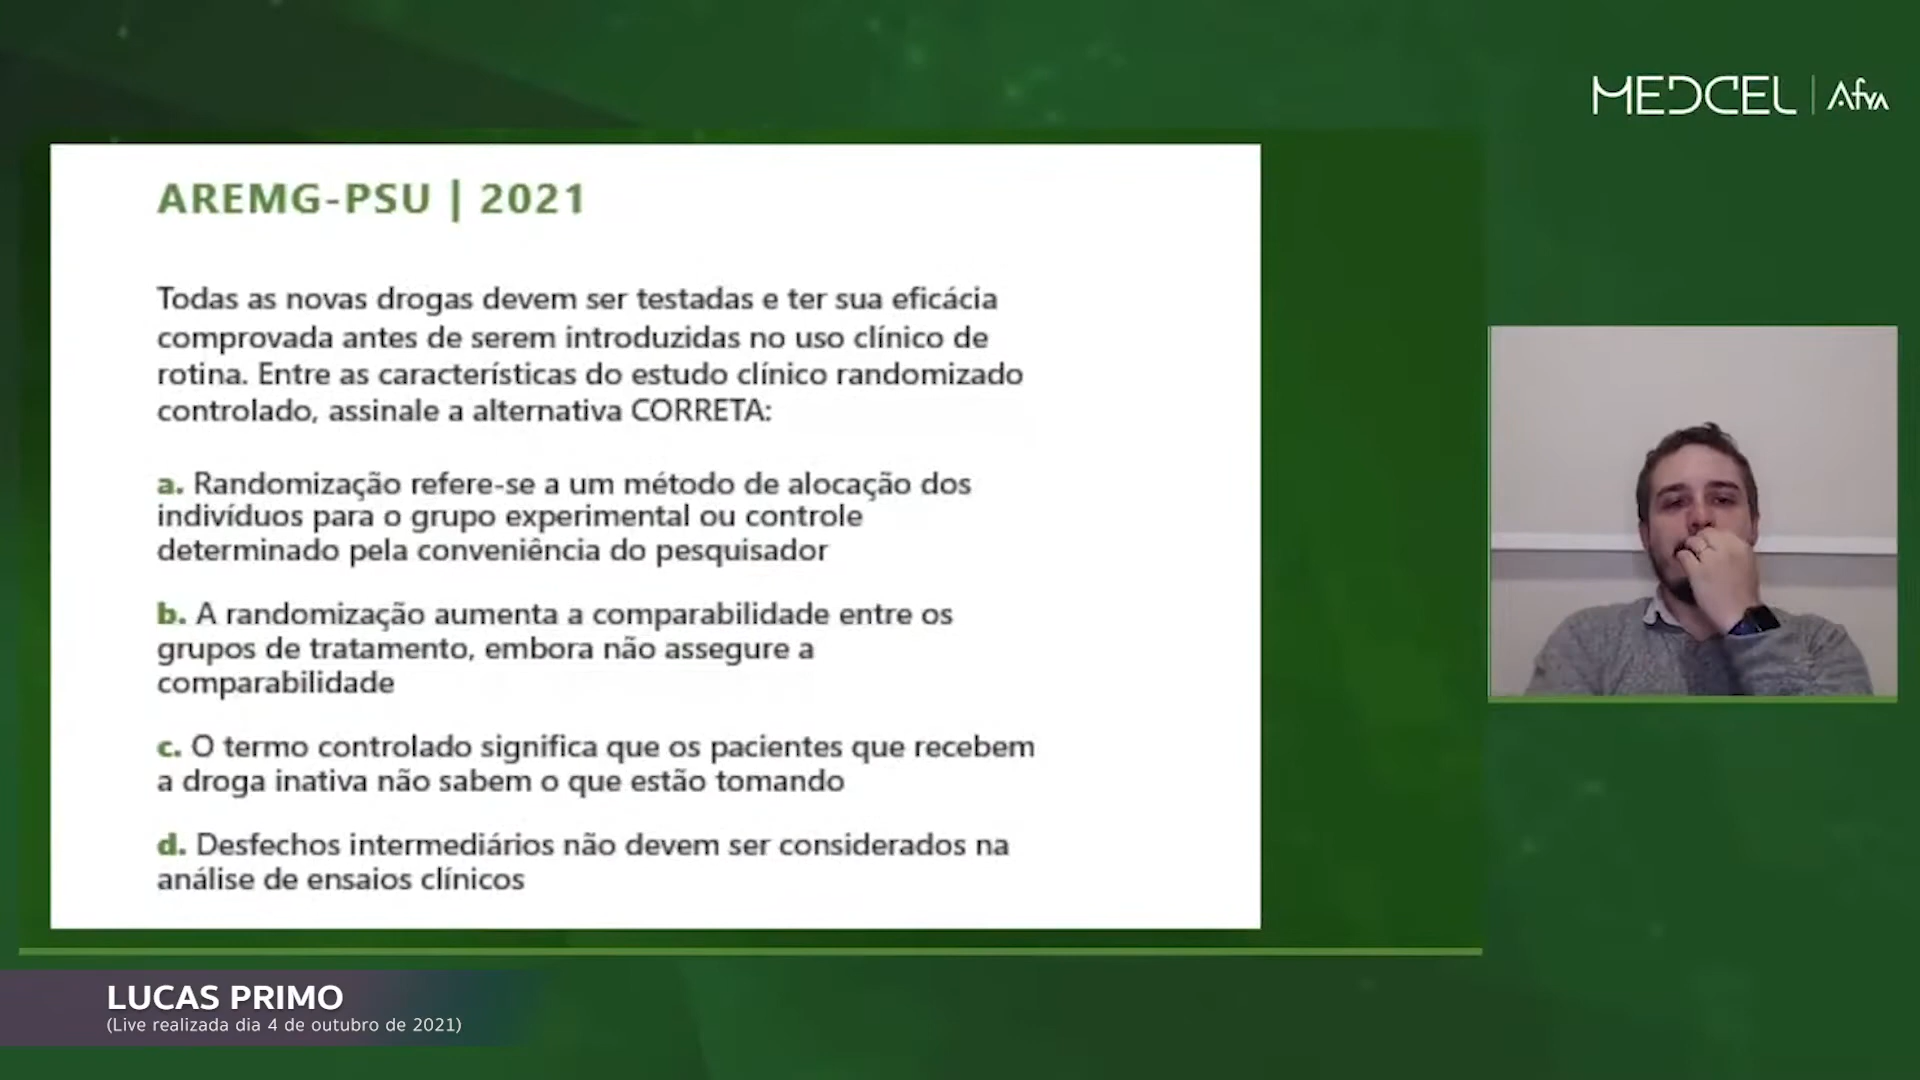 MEDCEL | Afya
AREMG-PSU | 2021
Todas as novas drogas devem ser testadas e ter sua eficácia
comprovada antes de serem introduzidas no uso clínico de
rotina. Entre as características do estudo clínico randomizado
controlado, assinale a alternativa CORRETA:
a. Randomização refere-se a um método de alocação dos
indivíduos para o grupo experimental ou controle
determinado pela conveniência do pesquisador
b. A randomização aumenta a comparabilidade entre os
grupos de tratamento, embora não assegure a
comparabilidade
c. O termo controlado significa que os pacientes que recebem
a droga inativa não sabem o que estão tomando
d. Desfechos intermediários não devem ser considerados na
análise de ensaios clínicos
LUCAS PRIMO
(Live realizada dia 4 de outubro de 2021)